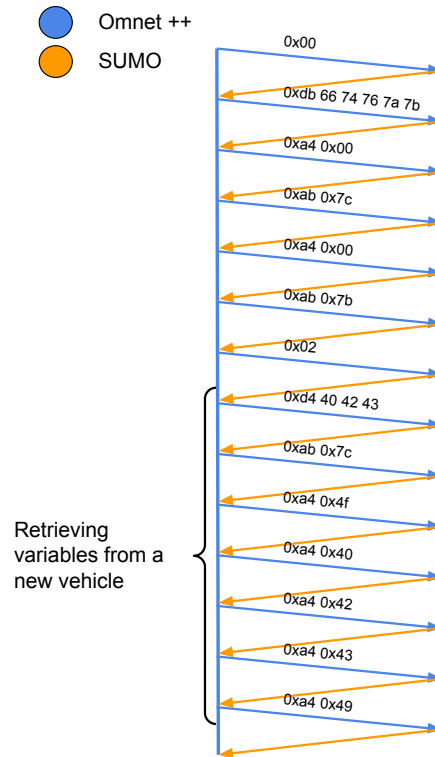 Omnet ++
SUMO
0x00
0xdb 66 74 76 7a 7b
0xa4 0x00
0xab 0x7c
0xa4 0x00
0xab 0x7b
0x02
0xd4 40 42 43
0xab 0x7c
0xa4 0x4f
0xa4 0x40
0xa4 0x42
0xa4 0x43
0xa4 0x49
Retrieving
variables from a
new vehicle